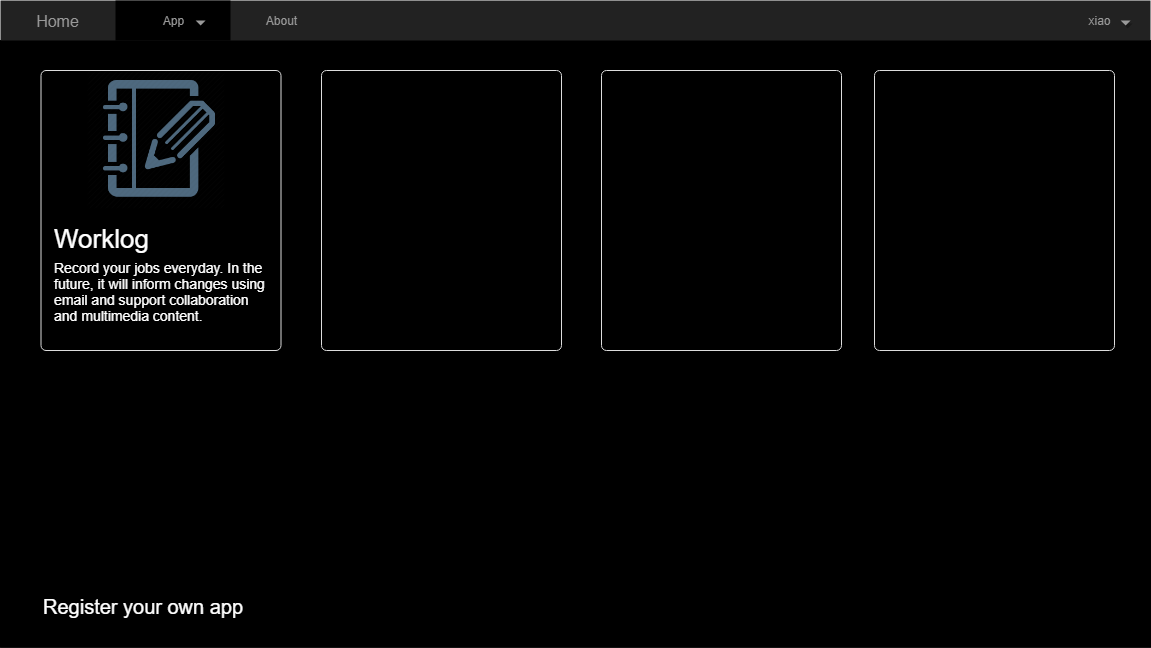 Home
App
About
xiao
Worklog
Record your jobs everyday. In the
future, it will inform changes using
email and support collaboration
and multimedia content.
Register your own app